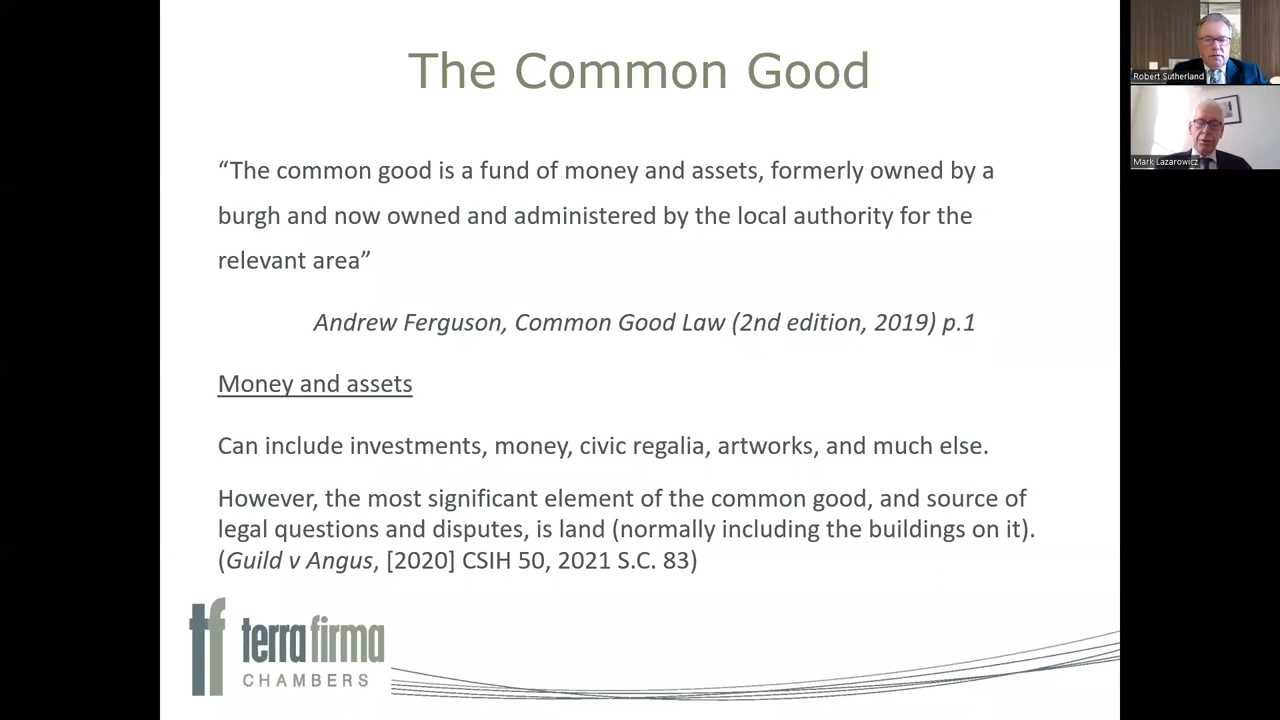 The Common Good
“The common good is a fund of money and assets, formerly owned by a
burgh and now owned and administered by the local authority for the
relevant area”
Andrew Ferguson, Common Good Law (2nd edition, 2019) p.1
Money and assets
Can include investments, money, civic regalia, artworks, and much else.
However, the most significant element of the common good, and source of
legal questions and disputes, is land (normally including the buildings on it).
(Guild v Angus, [2020] CSIH 50, 2021 S.C. 83)
tf terra firma
CHAMBERS
Robert Sutherland
Mark Lazarowicz